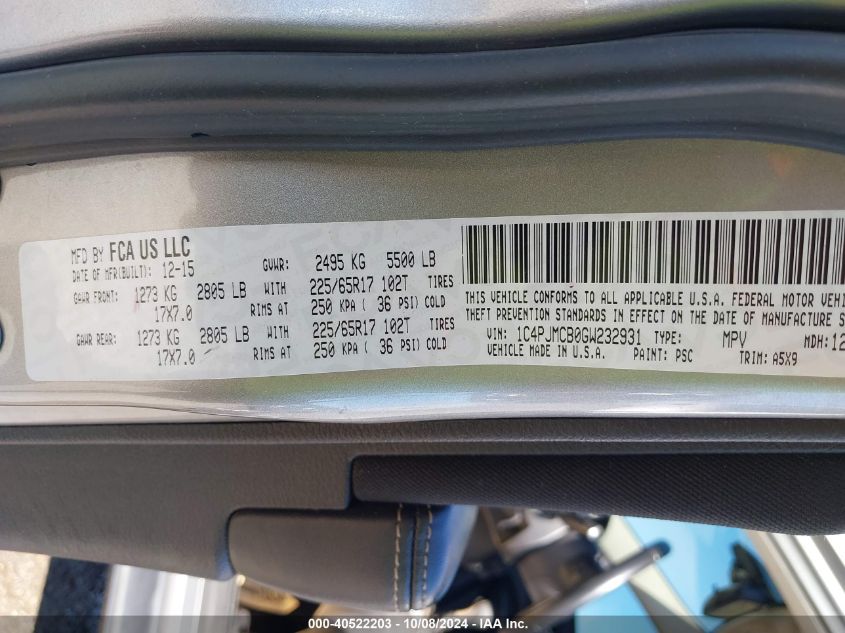 MFD BY FCA US LLC
DATE OF MFR(BUILT): 12-15 GVWR: 2495 KG 5500 LB
GAWR FRONT: 1273 KG 2805 LB WITH 225/65R17 102T TIRES
17X7.0 RIMS AT 250 KPA ( 36 PSI) COLD
GAWR REAR: 1273 KG 2805 LB WITH 225/65R17 102T TIRES
17X7.0 RIMS AT 250 KPA ( 36 PSI) COLD
THIS VEHICLE CONFORMS TO ALL APPLICABLE U.S.A. FEDERAL MOTOR
THEFT PREVENTION STANDARDS IN EFFECT ON THE DATE OF MANUFACTURE
VIN: 1C4PJMCB0GW232931 TYPE: MPV MDH: 12
MADE IN U.S.A. PAINT: PSC TRIM: A5X9
000-40522203 - 10/08/2024 - IAA Inc.